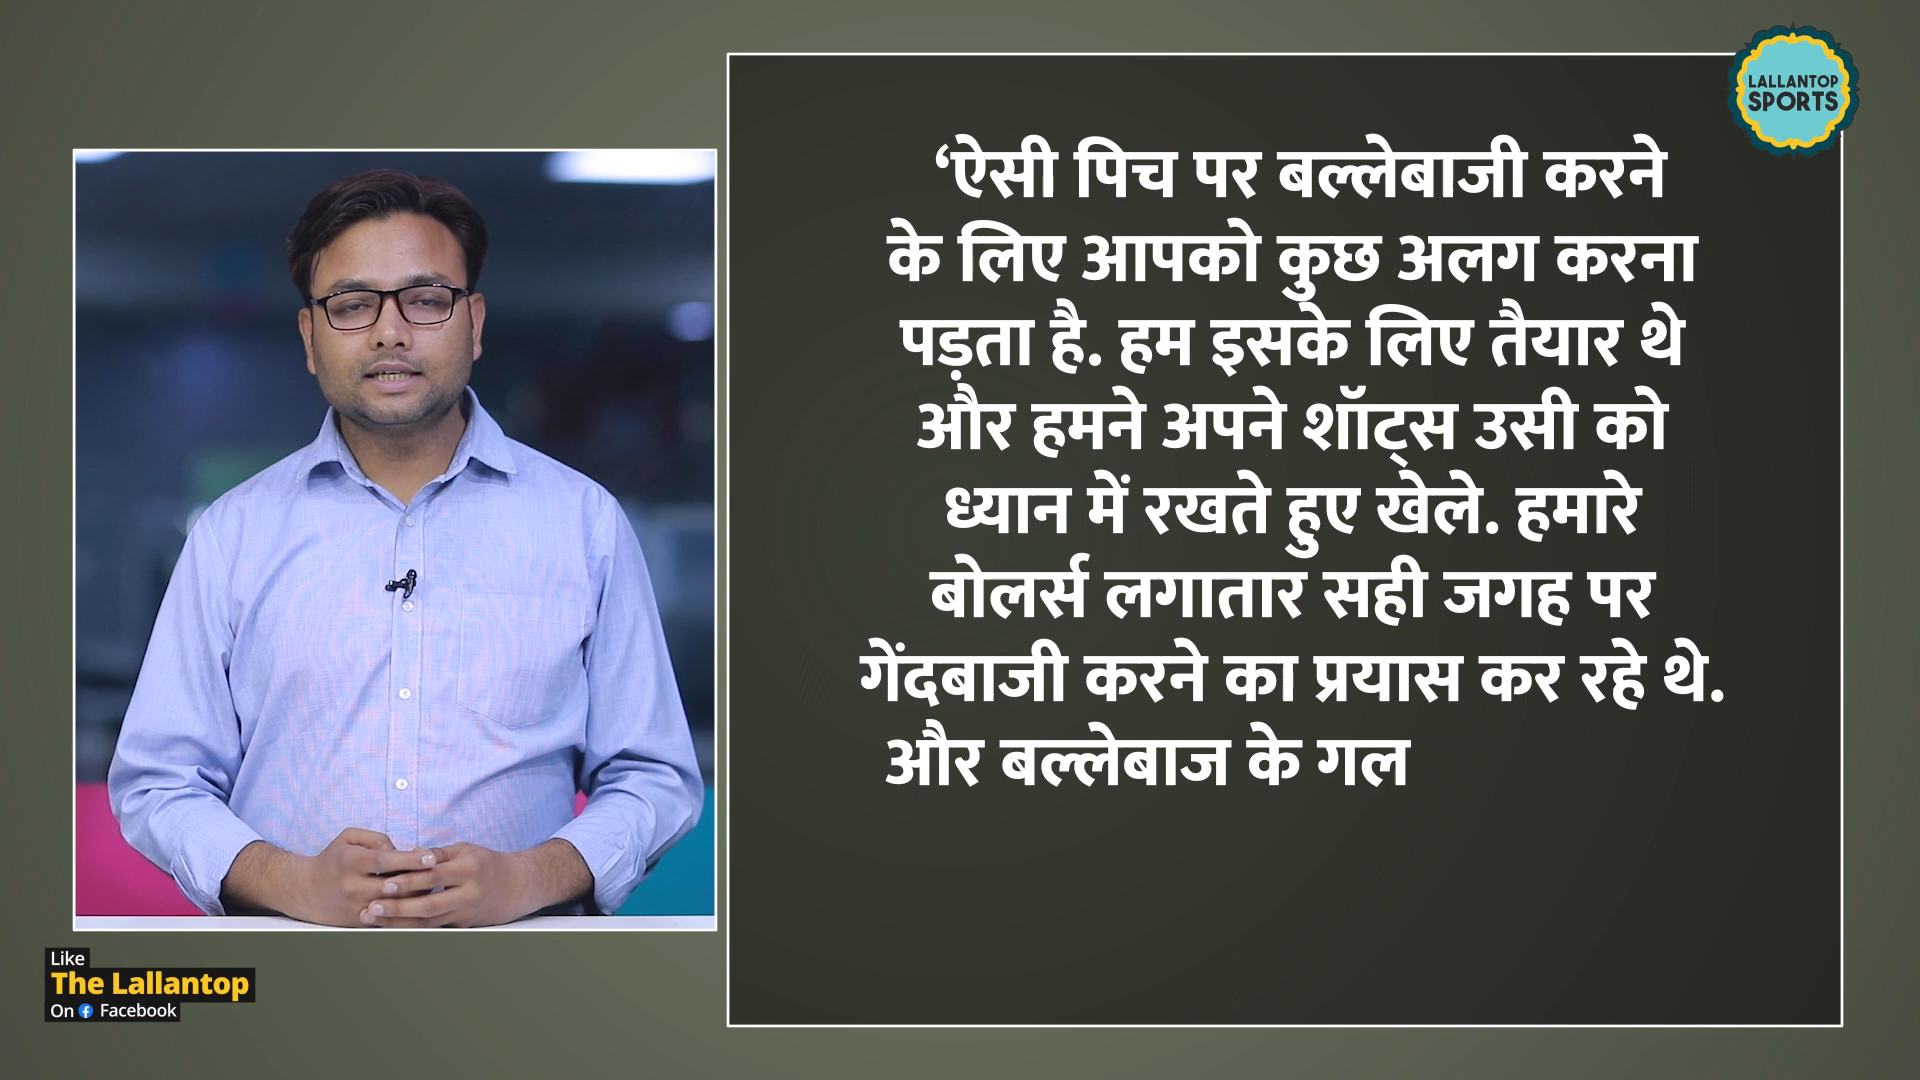 LALLANTOP
SPORTS
‘ऐसी पिच पर बल्लेबाजी करने
के लिए आपको कुछ अलग करना
पड़ता है. हम इसके लिए तैयार थे
और हमने अपने शॉट्स उसी को
ध्यान में रखते हुए खेले. हमारे
बोलर्स लगातार सही जगह पर
गेंदबाजी करने का प्रयास कर रहे थे.
और बल्लेबाज के गल
Like
The Lallantop
On Facebook